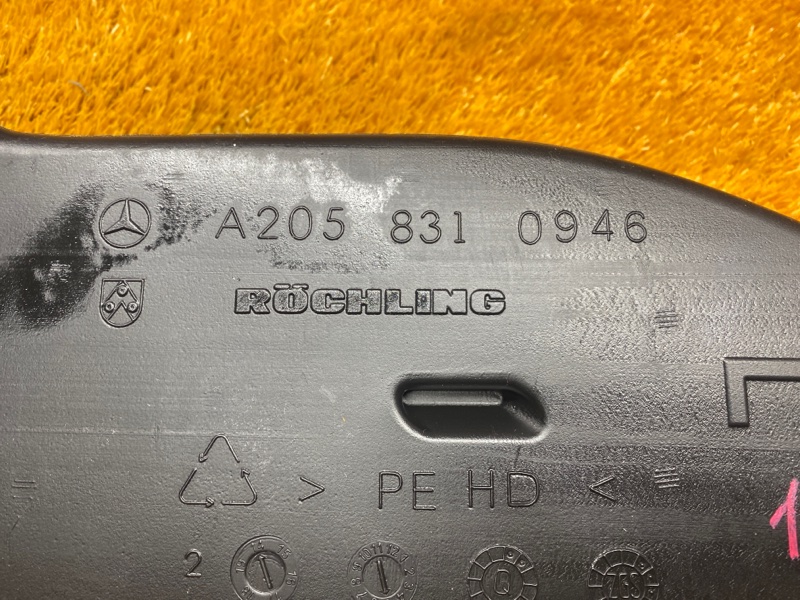 A205 831 0946
RÖCHLING
> PE HD <
2